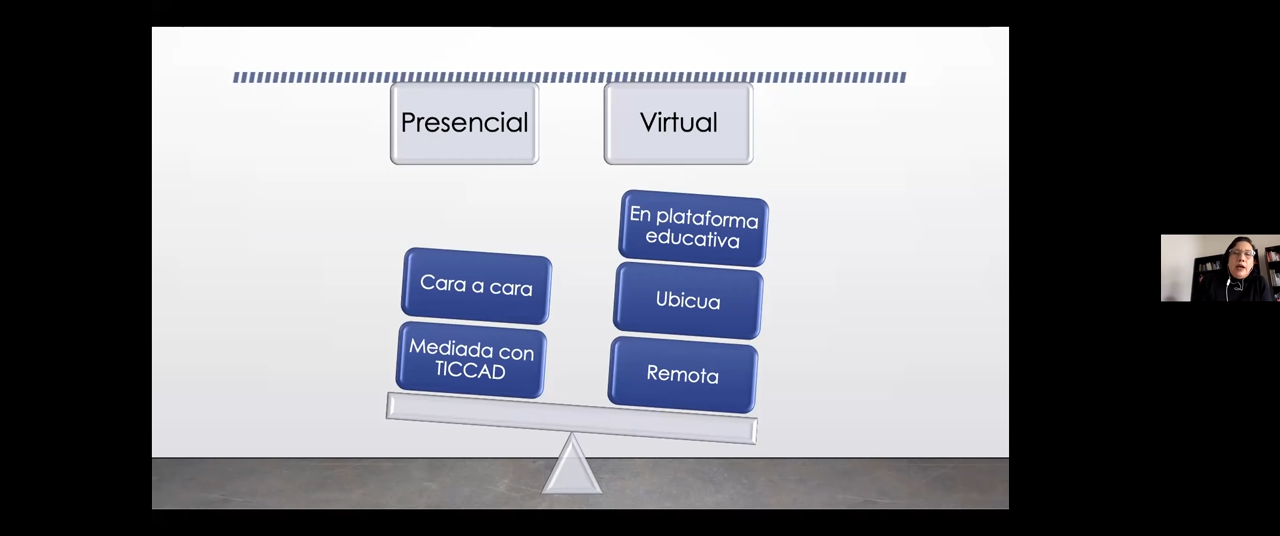 Presencial
Virtual
En plataforma
educativa
Cara a cara
Ubicua
Mediada con
TICCAD
Remota